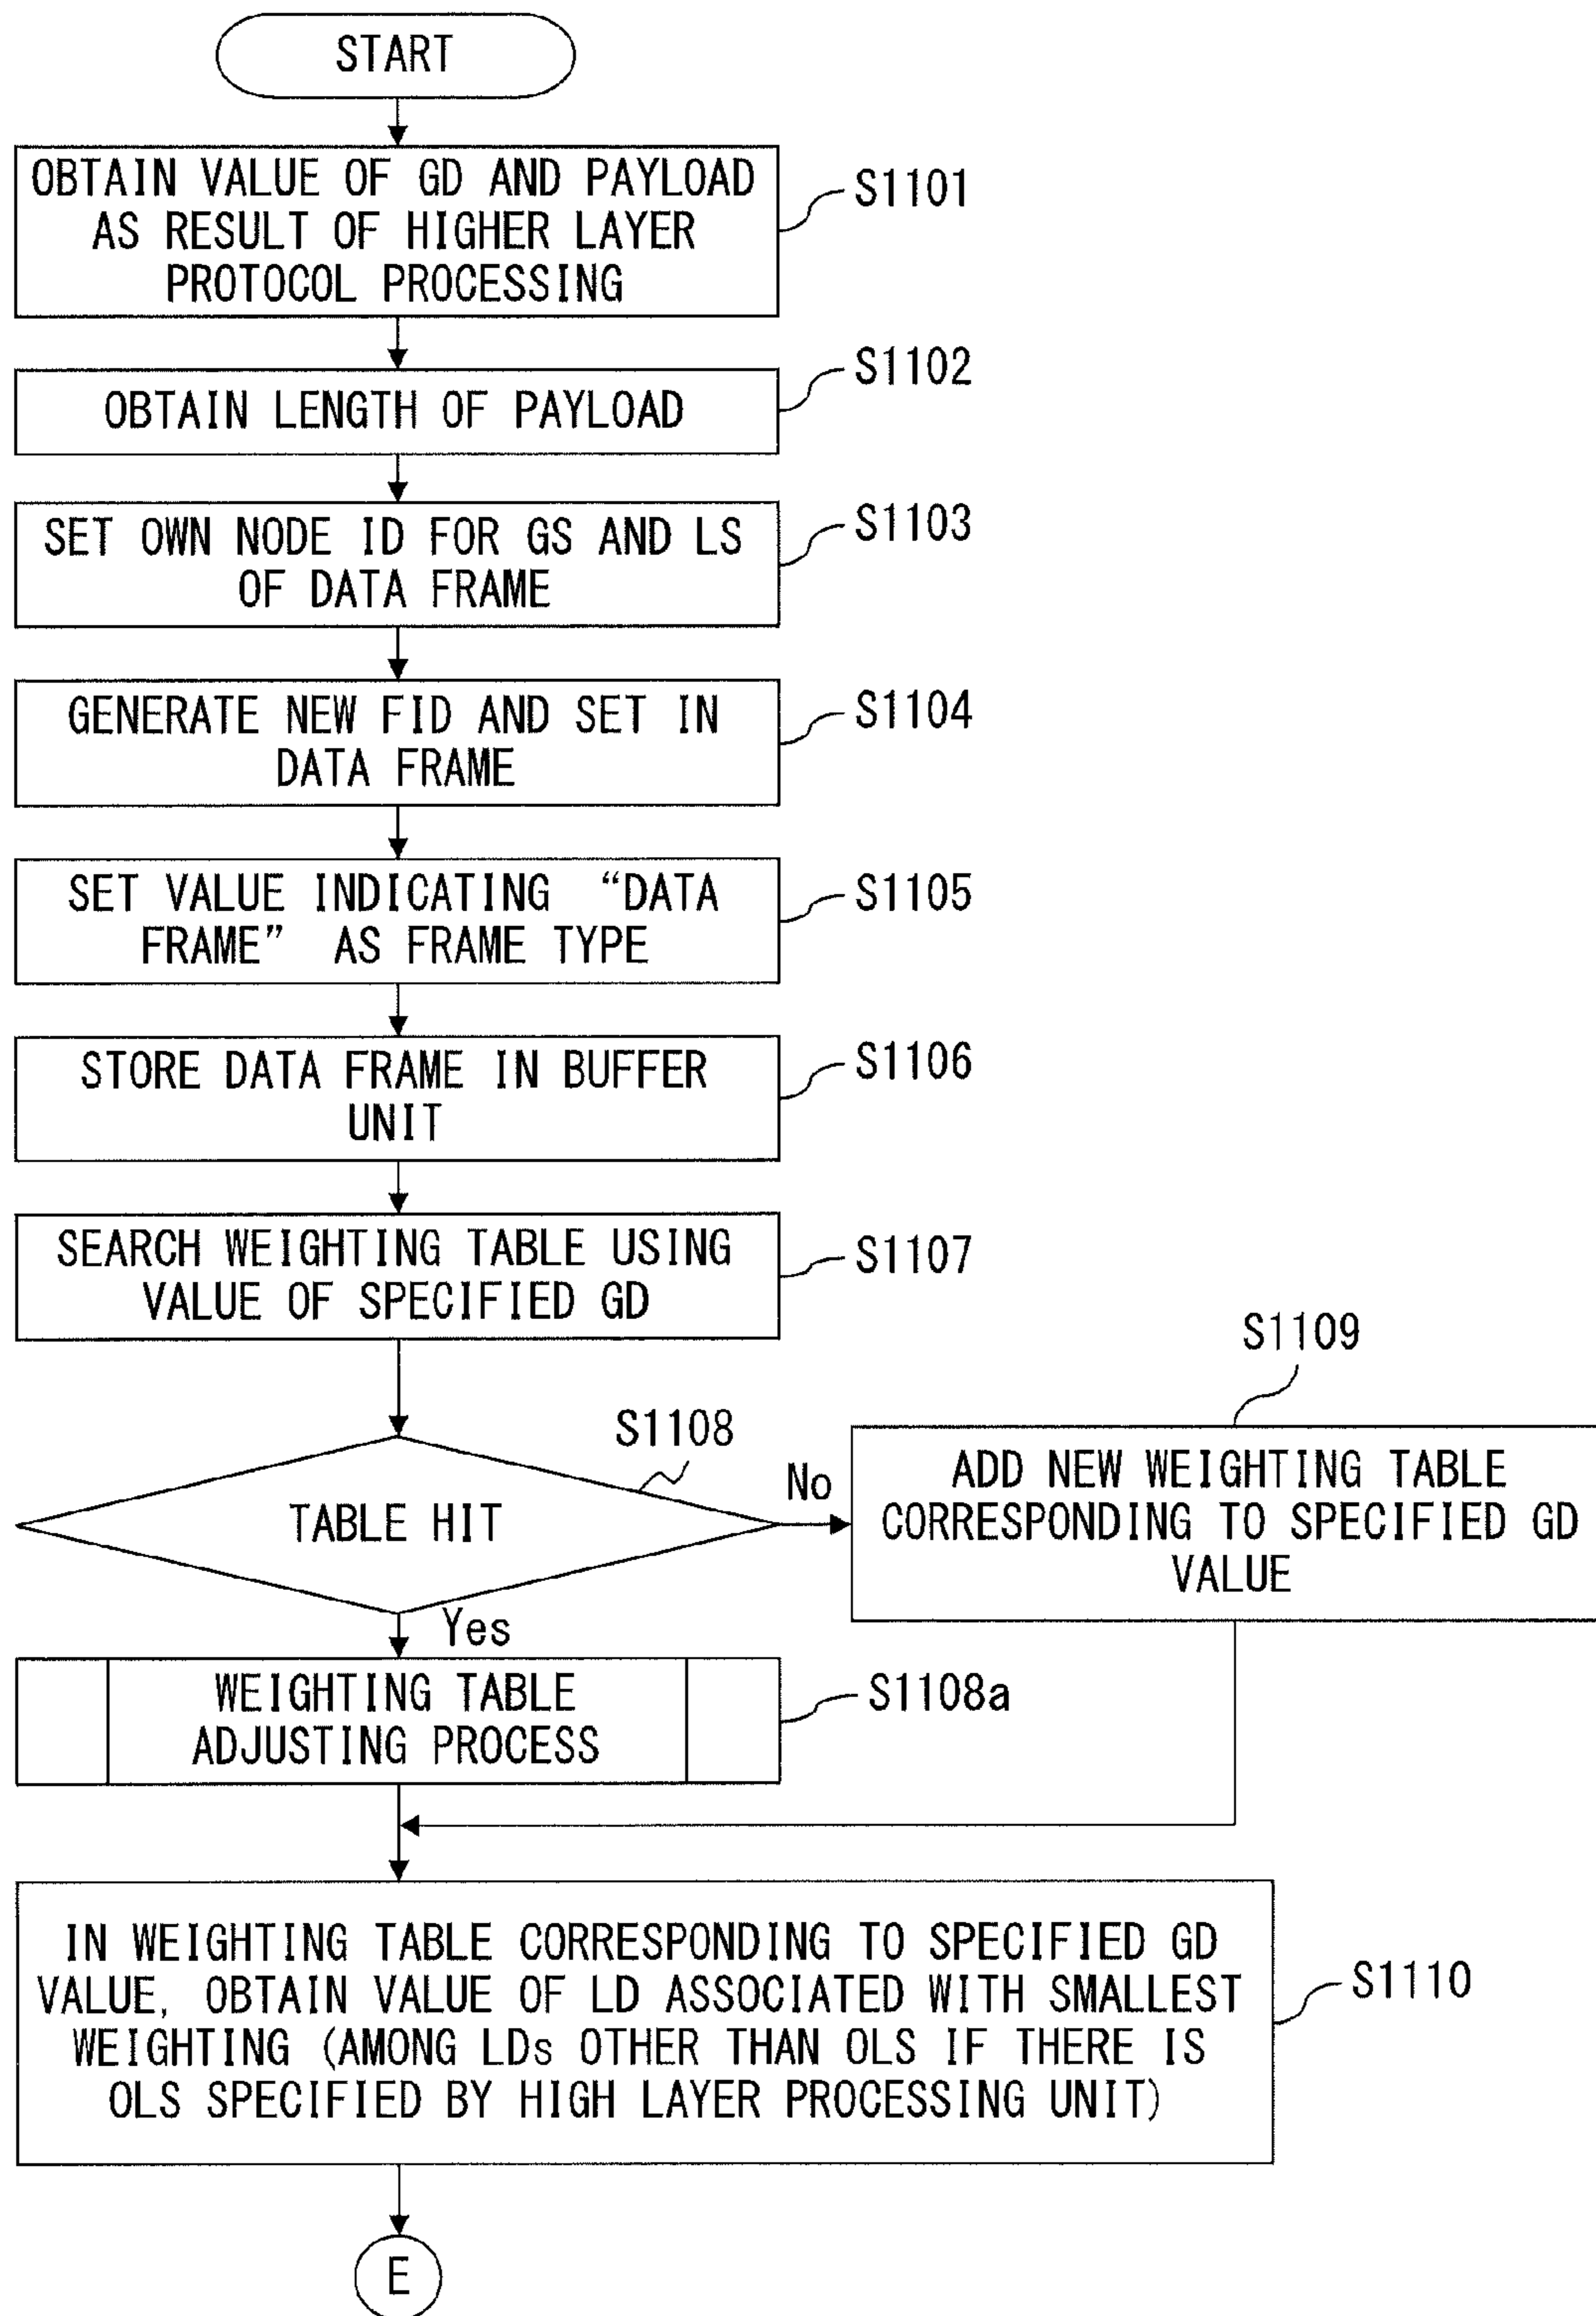 START
OBTAIN VALUE OF GD AND PAYLOAD
AS RESULT OF HIGHER LAYER
PROTOCOL PROCESSING
S1101
OBTAIN LENGTH OF PAYLOAD
S1102
SET OWN NODE ID FOR GS AND LS
OF DATA FRAME
S1103
GENERATE NEW FID AND SET IN
DATA FRAME
S1104
SET VALUE INDICATING “DATA
FRAME” AS FRAME TYPE
S1105
STORE DATA FRAME IN BUFFER
UNIT
S1106
SEARCH WEIGHTING TABLE USING
VALUE OF SPECIFIED GD
S1107
TABLE HIT
S1108
No
Yes
S1109
ADD NEW WEIGHTING TABLE
CORRESPONDING TO SPECIFIED GD
VALUE
WEIGHTING TABLE
ADJUSTING PROCESS
S1108a
IN WEIGHTING TABLE CORRESPONDING TO SPECIFIED GD
VALUE, OBTAIN VALUE OF LD ASSOCIATED WITH SMALLEST
WEIGHTING (AMONG LDs OTHER THAN OLS IF THERE IS
OLS SPECIFIED BY HIGH LAYER PROCESSING UNIT)
S1110
E